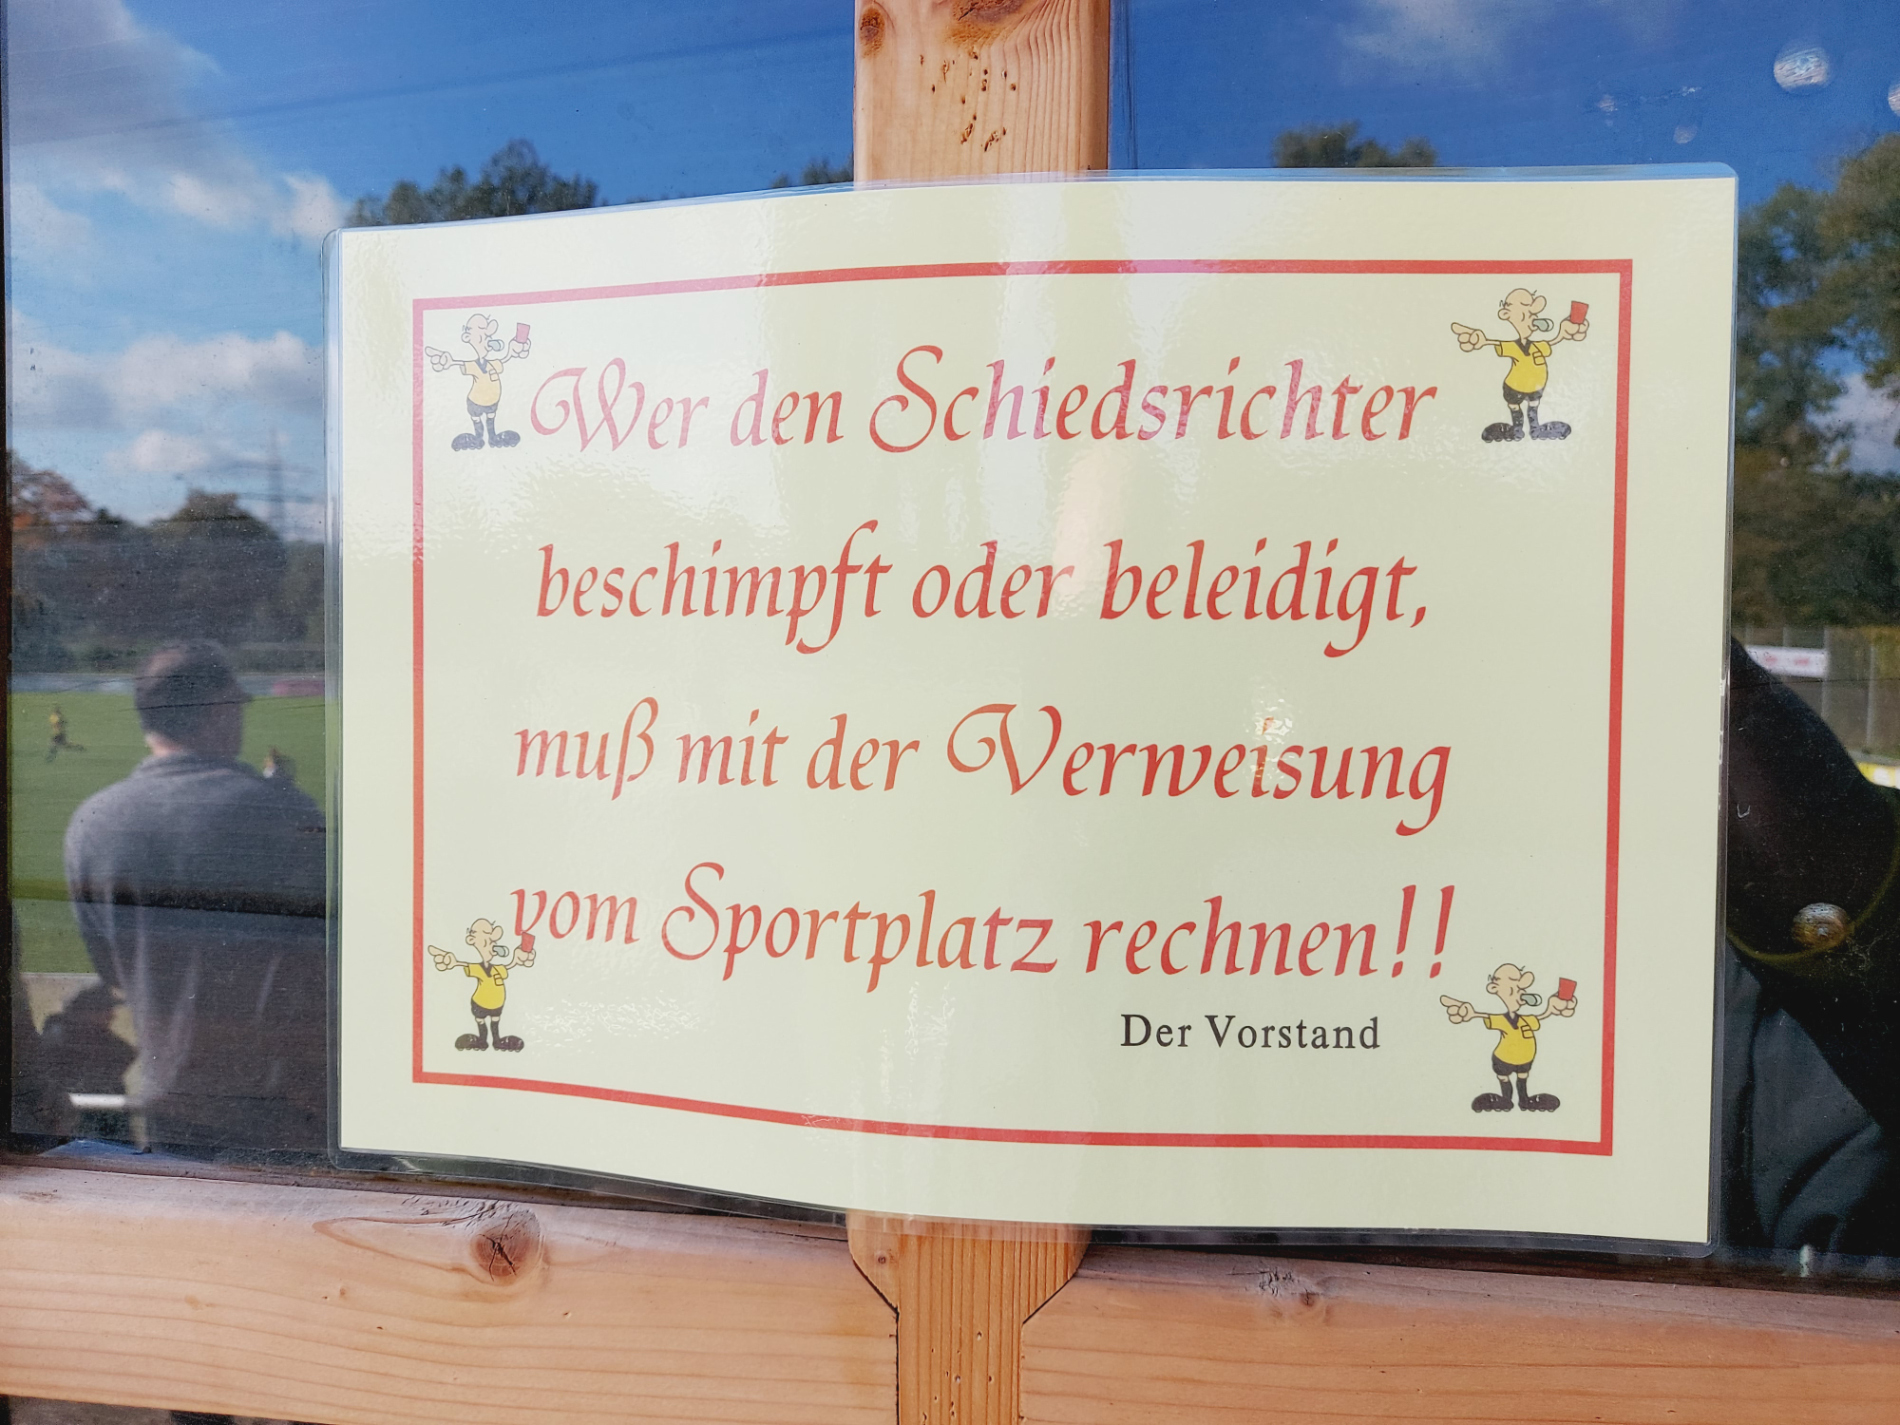 Wer den Schiedsrichter
beschimpft oder beleidigt,
muß mit der Verweisung
vom Sportplatz rechnen!!
Der Vorstand